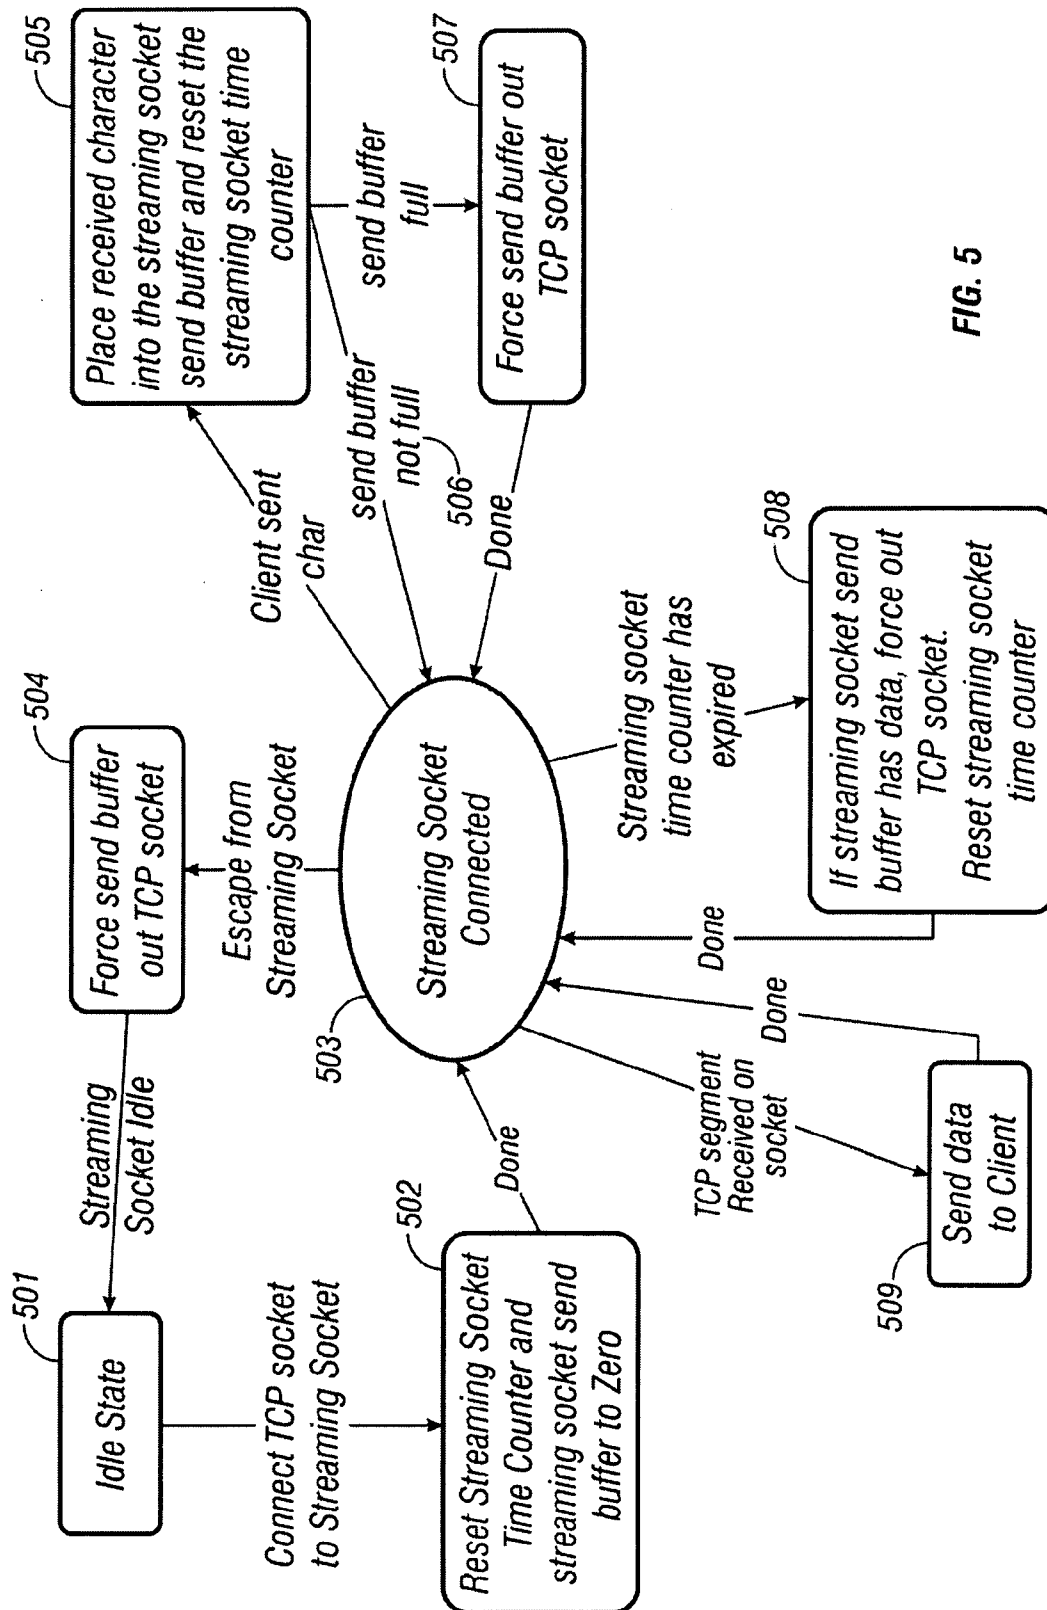 501
Idle State
Connect TCP socket
to Streaming Socket
502
Reset Streaming Socket
Time Counter and
streaming socket send
buffer to Zero
Done
503
Streaming Socket
Connected
Escape from
Streaming Socket
504
Force send buffer
out TCP socket
Streaming
Socket Idle
Client sent
char
505
Place received character
into the streaming socket
send buffer and reset the
streaming socket time
counter
send buffer
not full
506
send buffer
full
507
Force send buffer out
TCP socket
Done
Streaming socket
time counter has
expired
508
If streaming socket send
buffer has data, force out
TCP socket.
Reset streaming socket
time counter
Done
TCP segment
Received on
socket
509
Send data
to Client
Done
FIG. 5